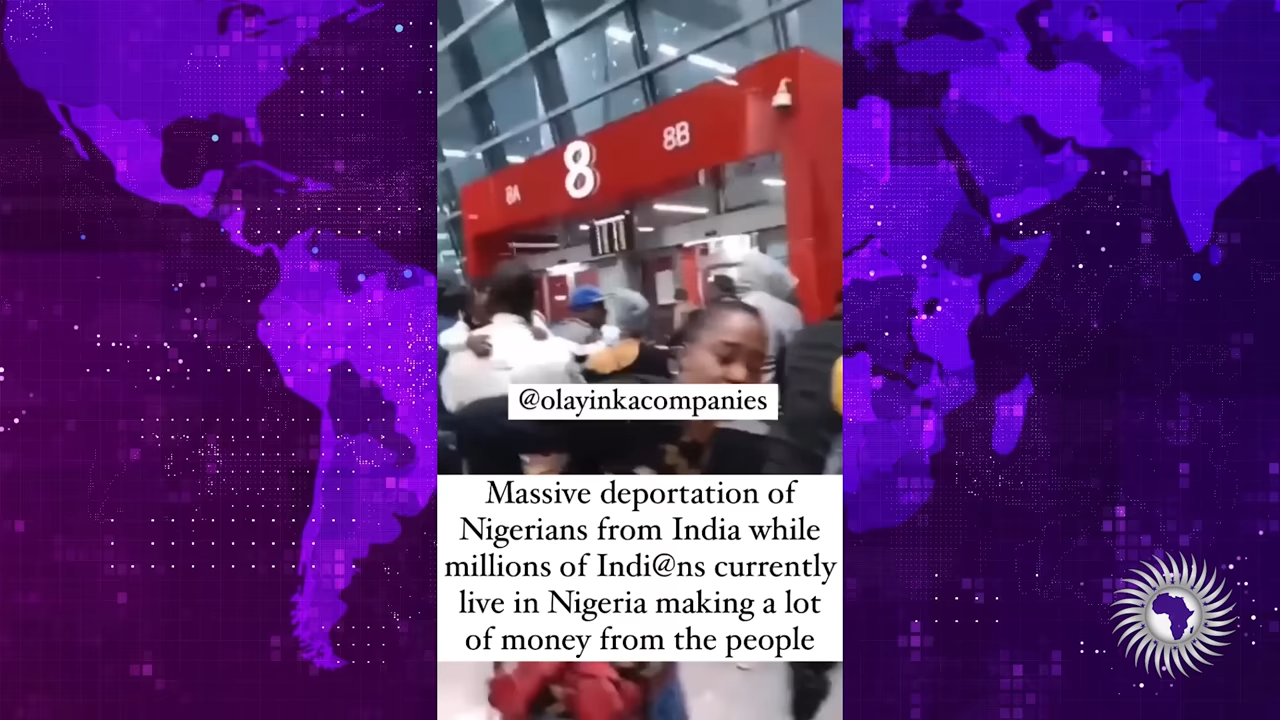 8A
8
8B
@olayinkacompanies
Massive deportation of
Nigerians from India while
millions of Indi@ns currently
live in Nigeria making a lot
of money from the people